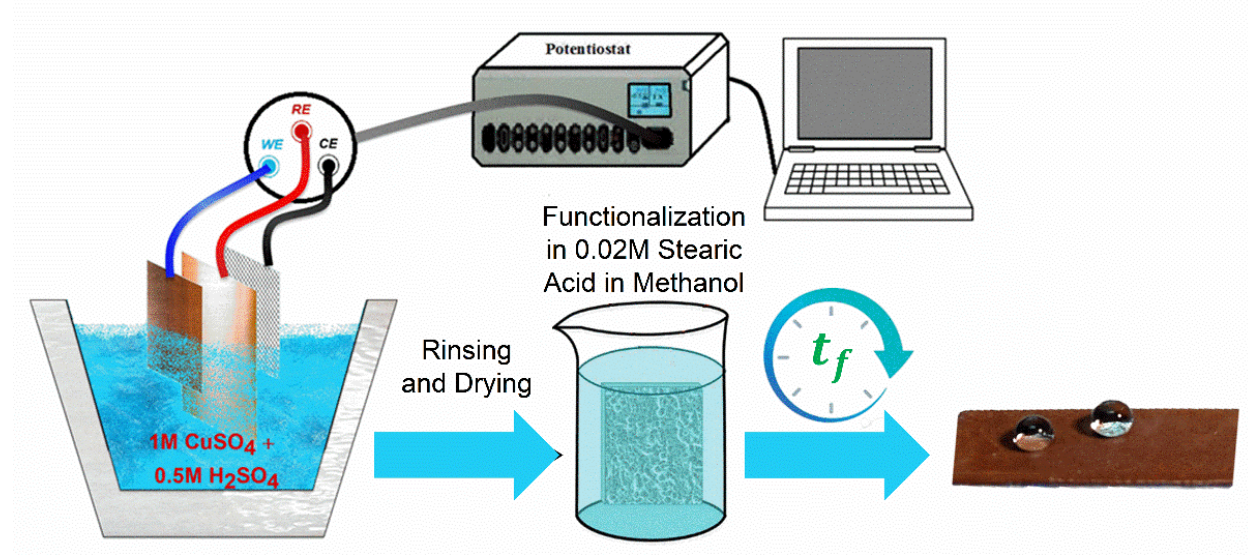 Potentiostat
RE
WE
CE
Functionalization
in 0.02M Stearic
Acid in Methanol
Rinsing
and Drying
t_f
1M CuSO₄ +
0.5M H₂SO₄